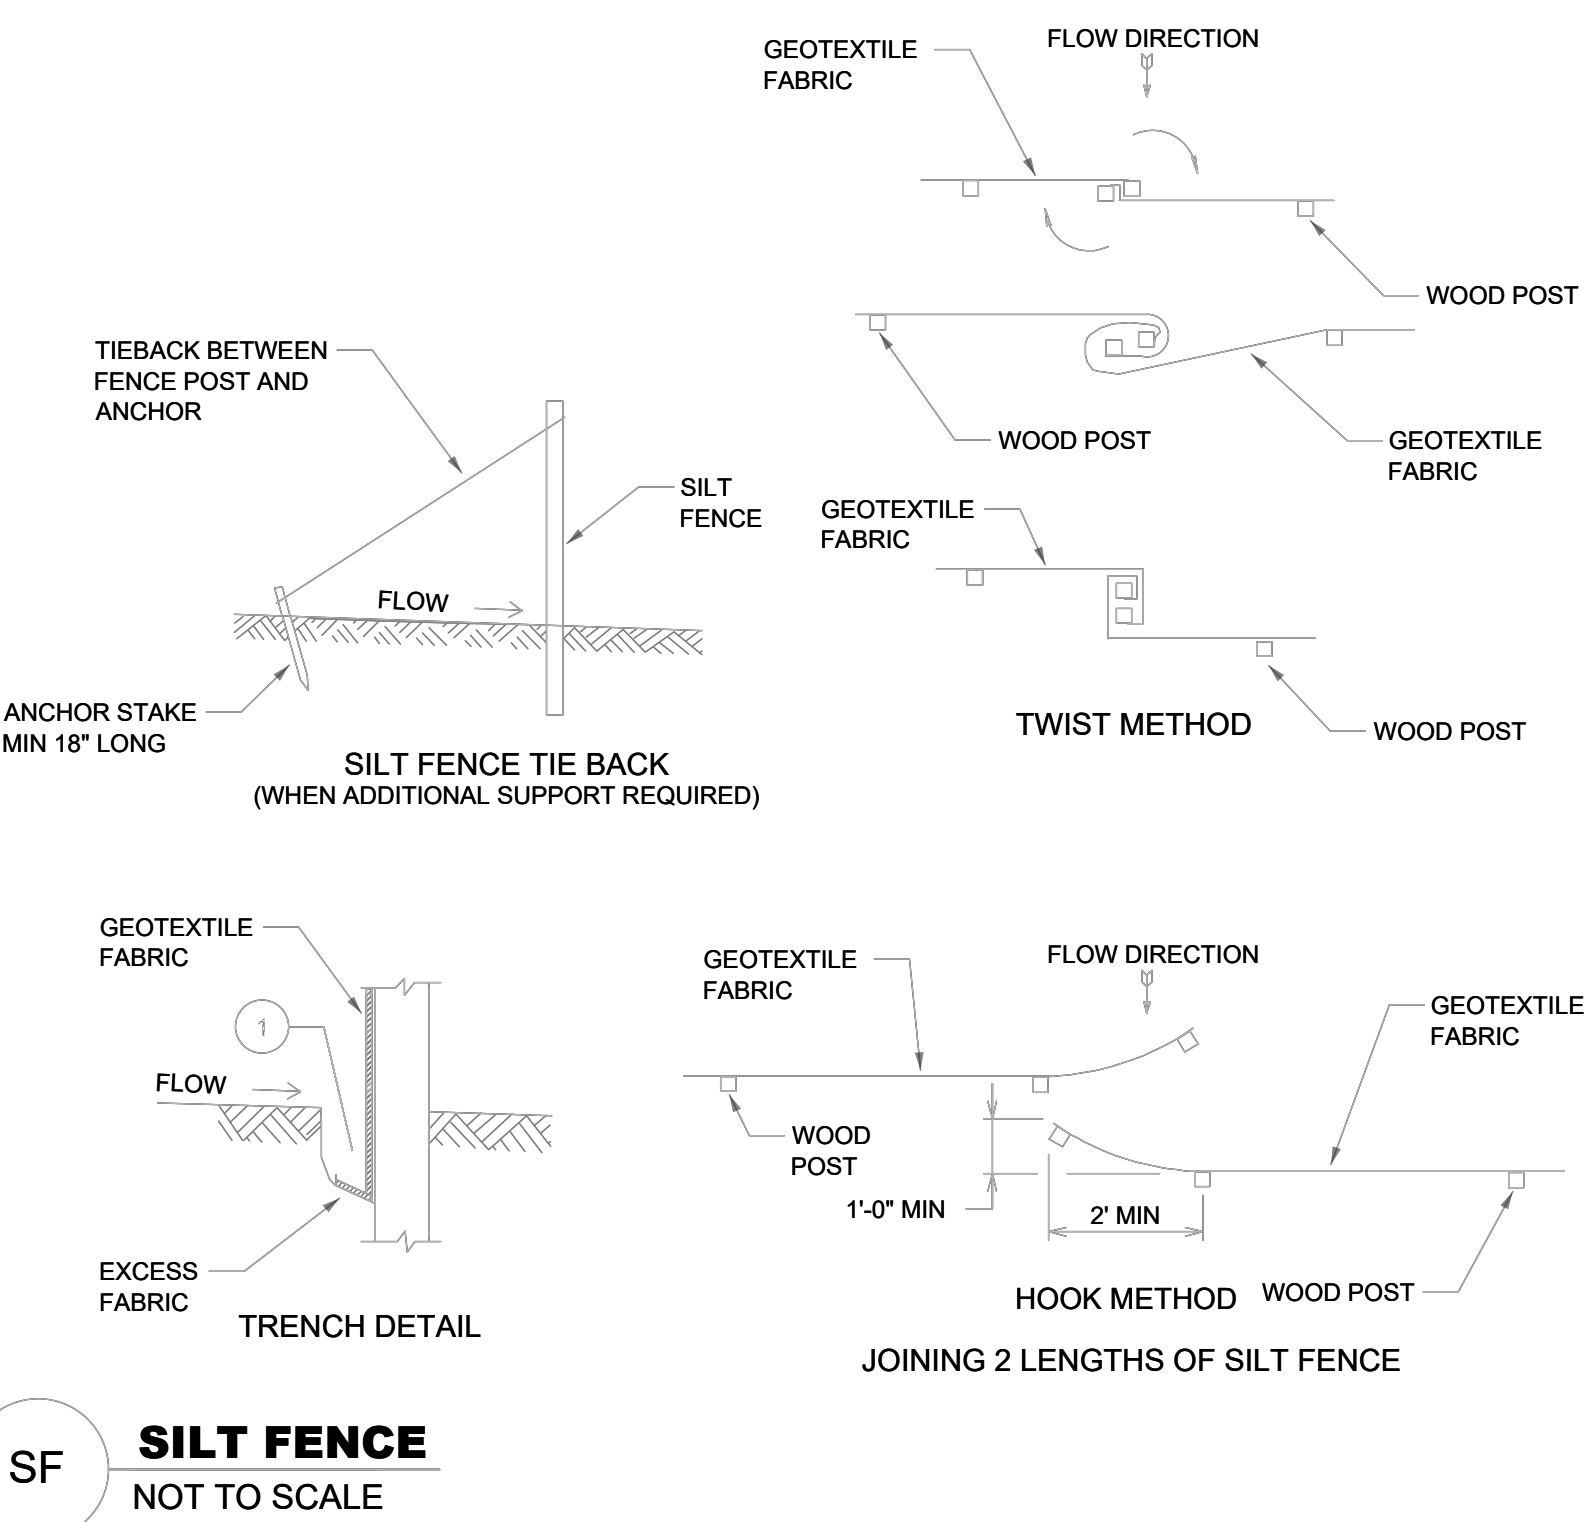 GEOTEXTILE
FABRIC
FLOW DIRECTION
WOOD POST
WOOD POST
GEOTEXTILE
FABRIC
GEOTEXTILE
FABRIC
WOOD POST
TWIST METHOD
TIEBACK BETWEEN
FENCE POST AND
ANCHOR
SILT
FENCE
FLOW
ANCHOR STAKE
MIN 18" LONG
SILT FENCE TIE BACK
(WHEN ADDITIONAL SUPPORT REQUIRED)
GEOTEXTILE
FABRIC
1
FLOW
EXCESS
FABRIC
TRENCH DETAIL
GEOTEXTILE
FABRIC
FLOW DIRECTION
GEOTEXTILE
FABRIC
WOOD
POST
1'-0" MIN
2' MIN
HOOK METHOD
WOOD POST
JOINING 2 LENGTHS OF SILT FENCE
SF
SILT FENCE
NOT TO SCALE